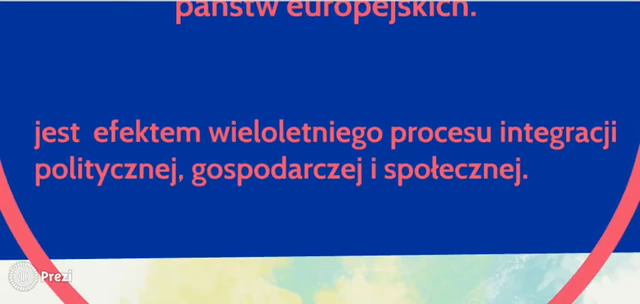 państw europejskich.
jest efektem wieloletniego procesu integracji
politycznej, gospodarczej i społecznej.
Prezi